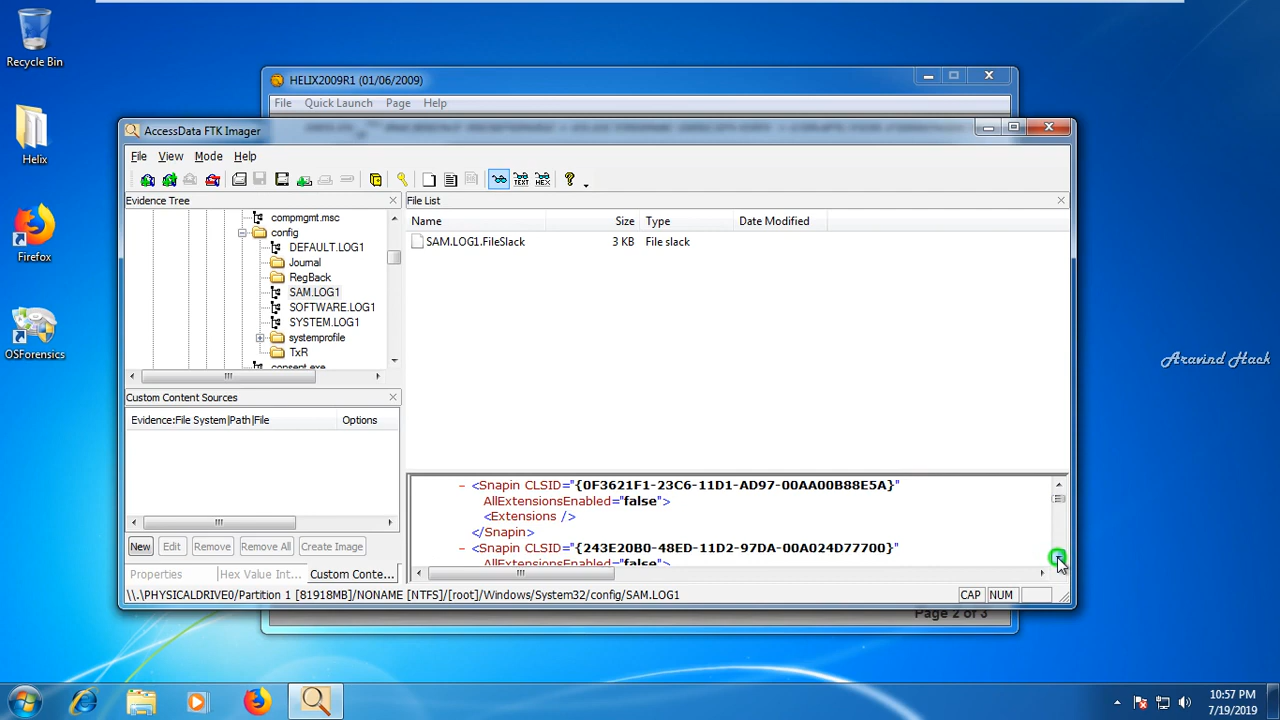 Recycle Bin
Helix
Firefox
OSForensics
HELIX2009R1 (01/06/2009)
File Quick Launch Page Help
AccessData FTK Imager
File View Mode Help
Evidence Tree
compmgmt.msc
config
DEFAULT.LOG1
Journal
RegBack
SAM.LOG1
SOFTWARE.LOG1
SYSTEM.LOG1
systemprofile
TxR
consent.exe
File List
Name Size Type Date Modified
SAM.LOG1.FileSlack 3 KB File slack
Custom Content Sources
Evidence:File System|Path|File Options
New Edit Remove Remove All Create Image
Properties Hex Value Int... Custom Conte...
– <Snapin CLSID="{0F3621F1-23C6-11D1-AD97-00AA00B88E5A}"
AllExtensionsEnabled="false">
<Extensions />
</Snapin>
– <Snapin CLSID="{243E20B0-48ED-11D2-97DA-00A024D77700}"
AllExtensionsEnabled="false">
\\.\PHYSICALDRIVE0/Partition 1 [81918MB]/NONAME [NTFS]/[root]/Windows/System32/config/SAM.LOG1
CAP NUM
Page 2 of 3
Aravind Hack
10:57 PM
7/19/2019